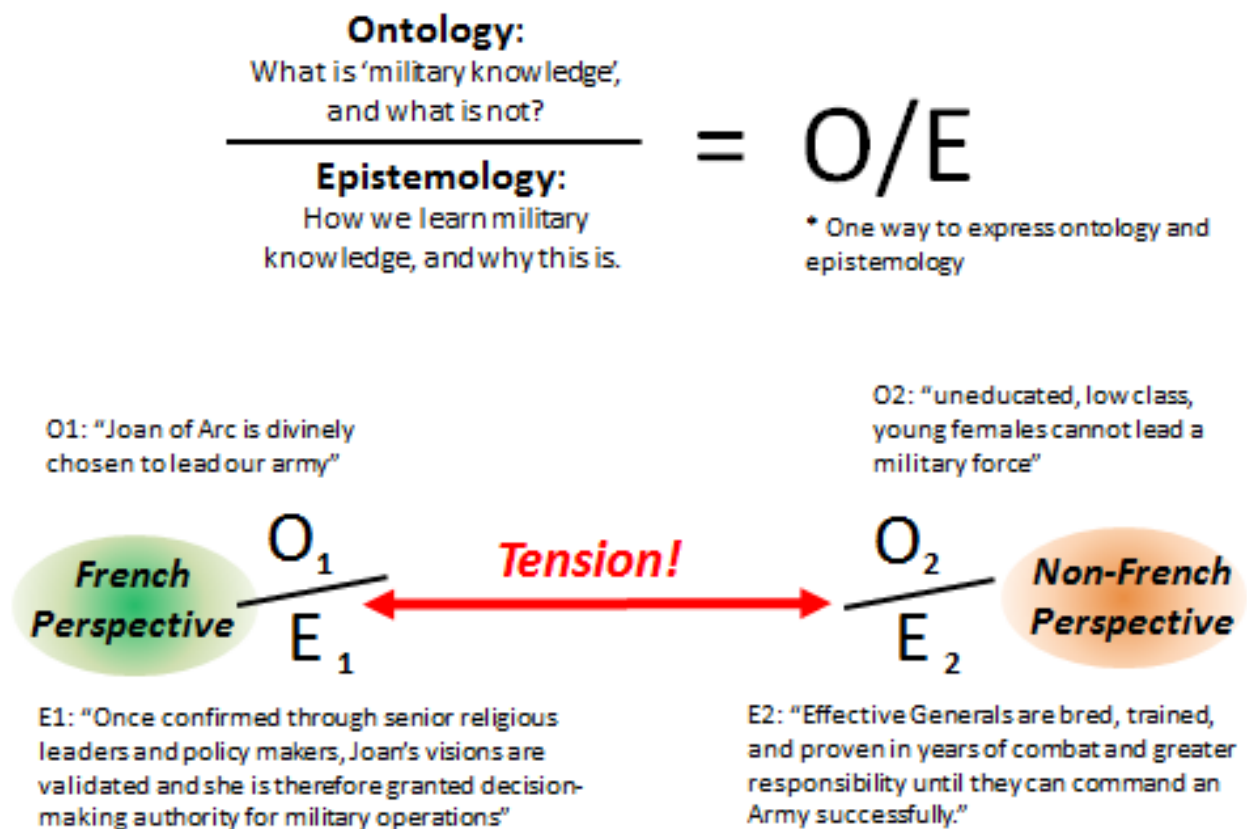 Ontology:
What is ‘military knowledge’,
and what is not?
= O/E
Epistemology:
How we learn military
knowledge, and why this is.
* One way to express ontology and
epistemology
O1: “Joan of Arc is divinely
chosen to lead our army”
O2: “uneducated, low class,
young females cannot lead a
military force”
French
Perspective
O1
E1
Tension!
O2
E2
Non-French
Perspective
E1: “Once confirmed through senior religious
leaders and policy makers, Joan’s visions are
validated and she is therefore granted decision-
making authority for military operations”
E2: “Effective Generals are bred, trained,
and proven in years of combat and greater
responsibility until they can command an
Army successfully.”